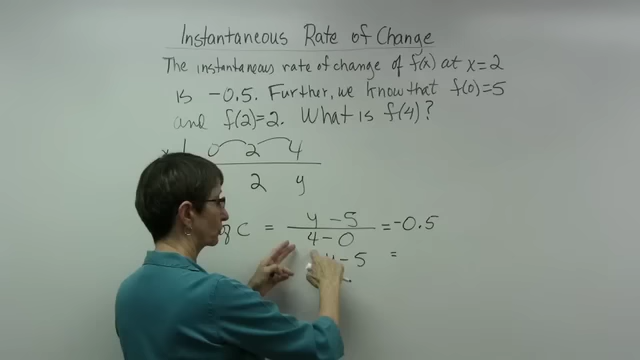 Instantaneous Rate of Change
The instantaneous rate of change of f(x) at x=2
is -0.5. Further, we know that f(0)=5
and f(2)=2. What is f(4)?
x 0 2 4
2 y
C = y - 5 / 4 - 0 = -0.5
- 5 =